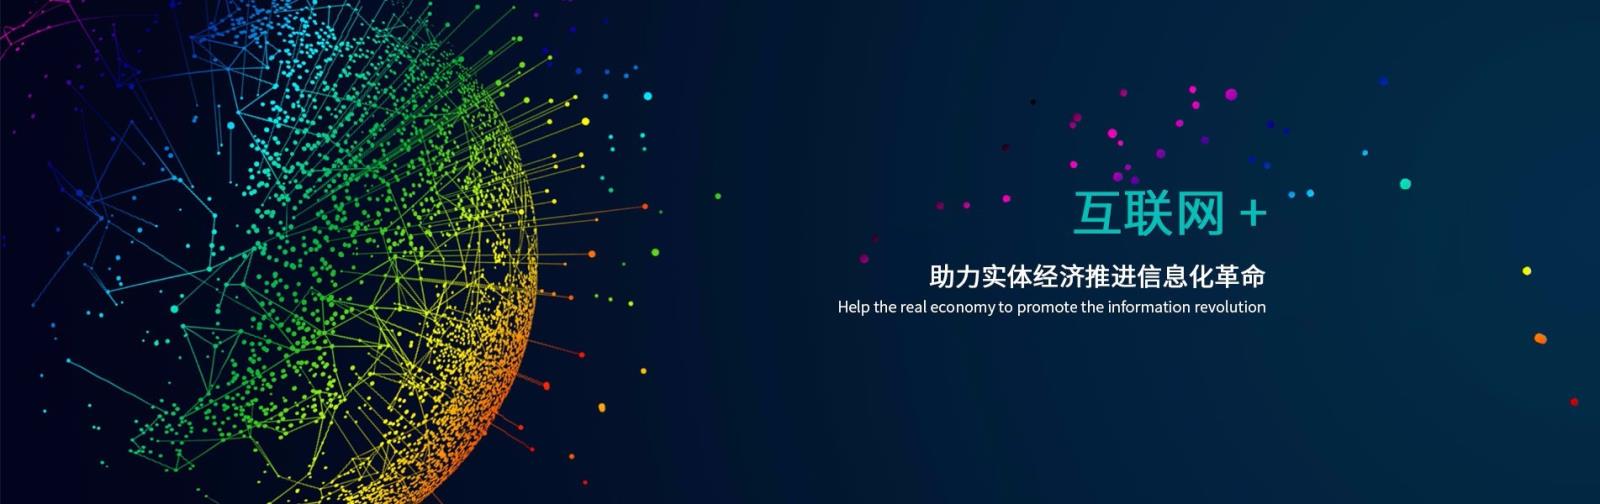 互联网 +
助力实体经济推进信息化革命
Help the real economy to promote the information revolution